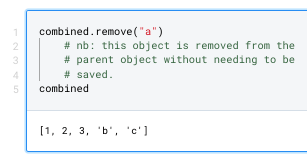 1 combined.remove("a")
2 # nb: this object is removed from the
3 # parent object without needing to be
4 # saved.
5 combined
[1, 2, 3, 'b', 'c']